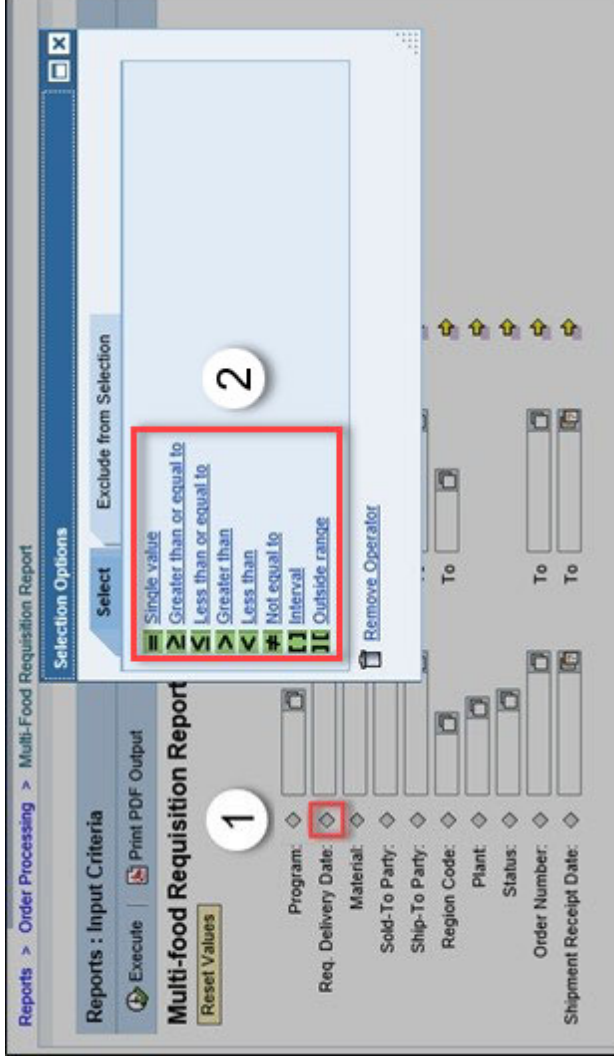 Reports > Order Processing > Multi-Food Requisition Report
Selection Options
Reports : Input Criteria
Select
Exclude from Selection
Execute
Print PDF Output
Multi-food Requisition Report
Reset Values
1
2
= Single value
≥ Greater than or equal to
≤ Less than or equal to
> Greater than
< Less than
≠ Not equal to
[] Interval
][ Outside range
Remove Operator
Program:
Req. Delivery Date:
Material:
Sold-To Party:
Ship-To Party:
Region Code: To
Plant:
Status:
Order Number: To
Shipment Receipt Date: To